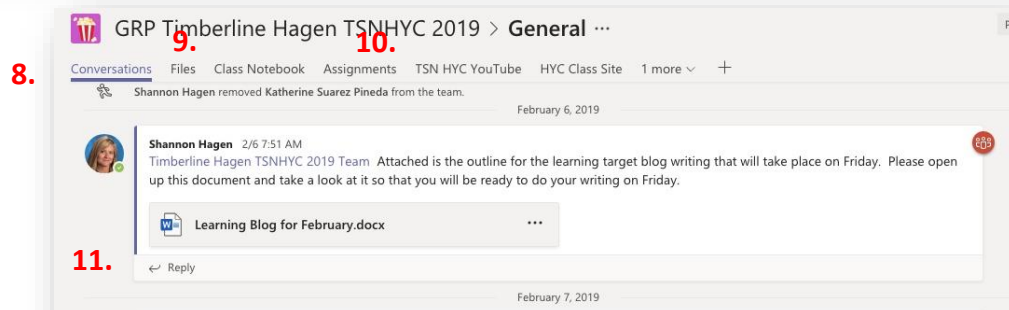 GRP Timberline Hagen TSNHYC 2019 > General ···
9.
10.
8.
Conversations Files Class Notebook Assignments TSN HYC YouTube HYC Class Site 1 more +
Shannon Hagen removed Katherine Suarez Pineda from the team.
February 6, 2019
Shannon Hagen 2/6 7:51 AM
Timberline Hagen TSNHYC 2019 Team Attached is the outline for the learning target blog writing that will take place on Friday. Please open
up this document and take a look at it so that you will be ready to do your writing on Friday.
Learning Blog for February.docx ···
11.
Reply
February 7, 2019